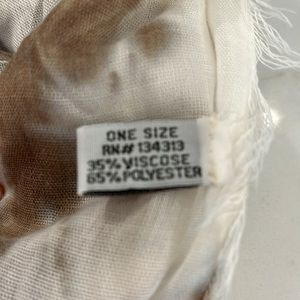 ONE SIZE
RN# 134313
35% VISCOSE
65% POLYESTER